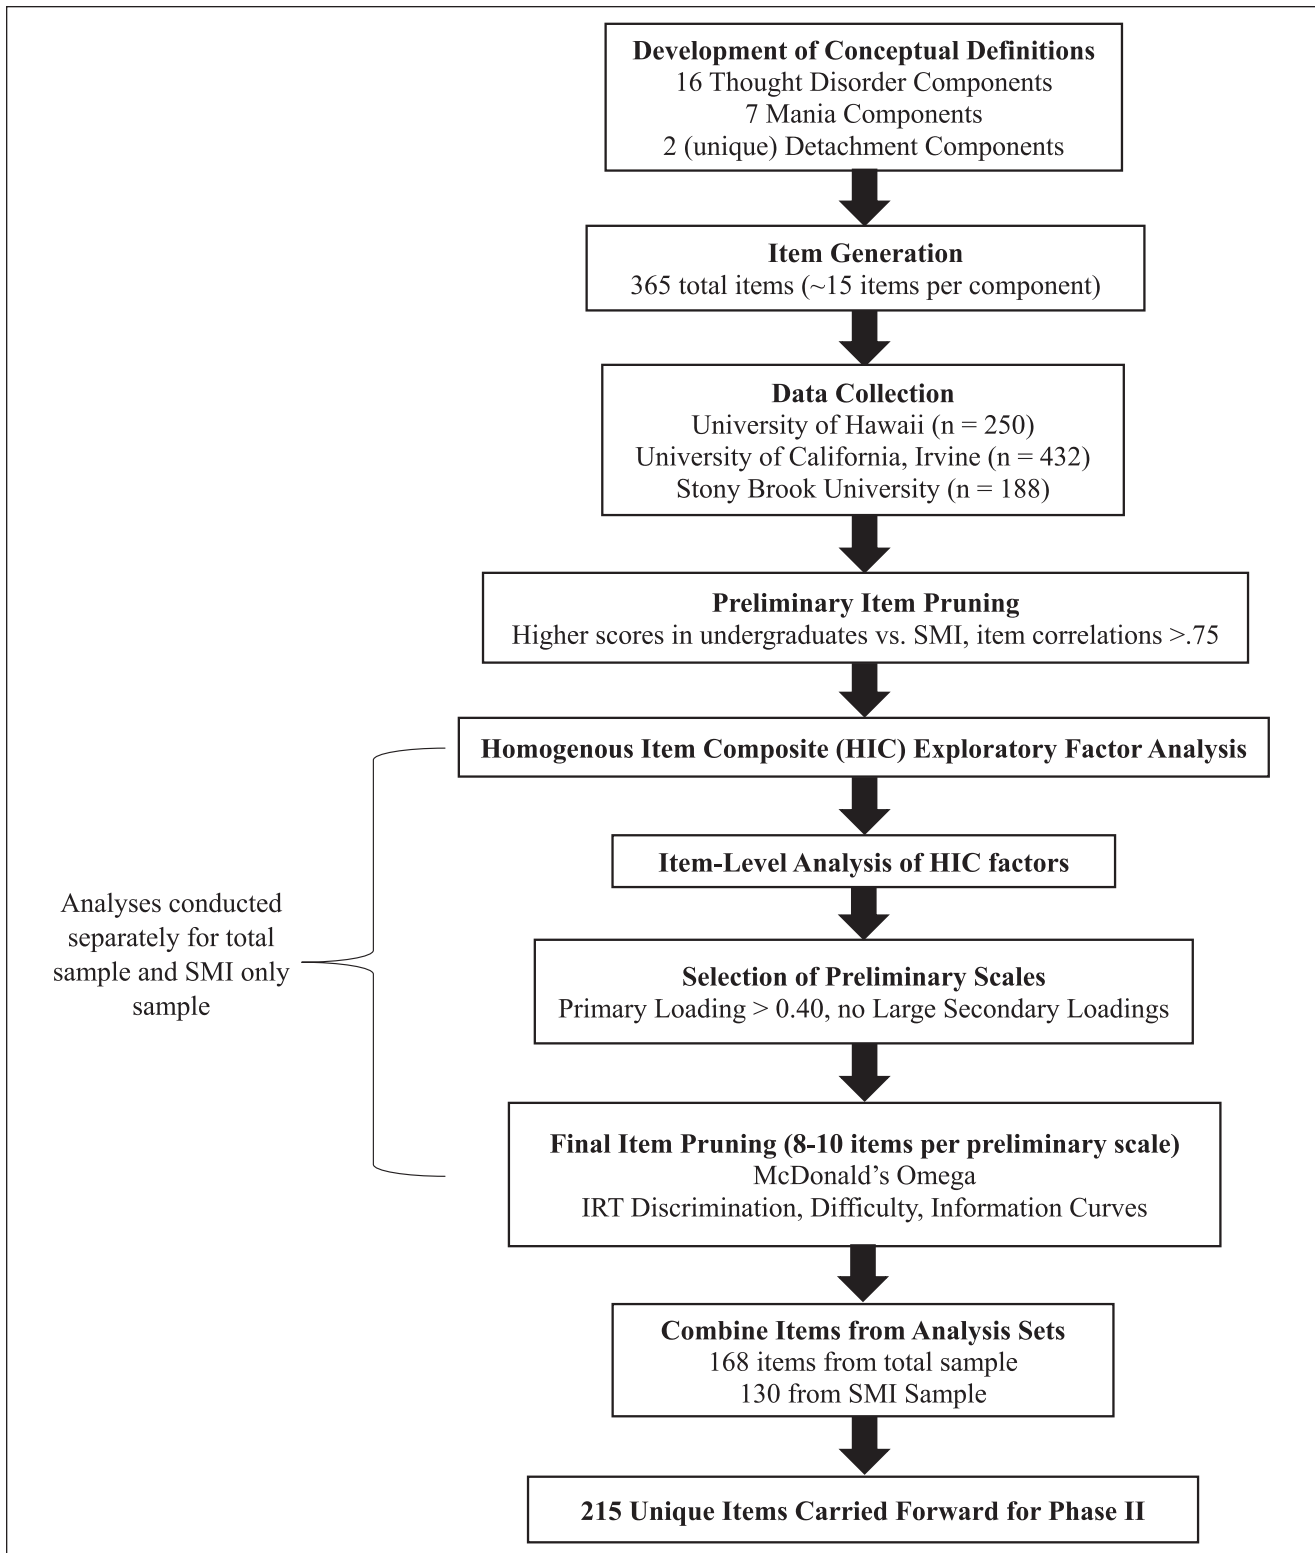 Development of Conceptual Definitions
16 Thought Disorder Components
7 Mania Components
2 (unique) Detachment Components
Item Generation
365 total items (~15 items per component)
Data Collection
University of Hawaii (n = 250)
University of California, Irvine (n = 432)
Stony Brook University (n = 188)
Preliminary Item Pruning
Higher scores in undergraduates vs. SMI, item correlations >.75
Homogenous Item Composite (HIC) Exploratory Factor Analysis
Item-Level Analysis of HIC factors
Analyses conducted
separately for total
sample and SMI only
sample
Selection of Preliminary Scales
Primary Loading > 0.40, no Large Secondary Loadings
Final Item Pruning (8-10 items per preliminary scale)
McDonald’s Omega
IRT Discrimination, Difficulty, Information Curves
Combine Items from Analysis Sets
168 items from total sample
130 from SMI Sample
215 Unique Items Carried Forward for Phase II